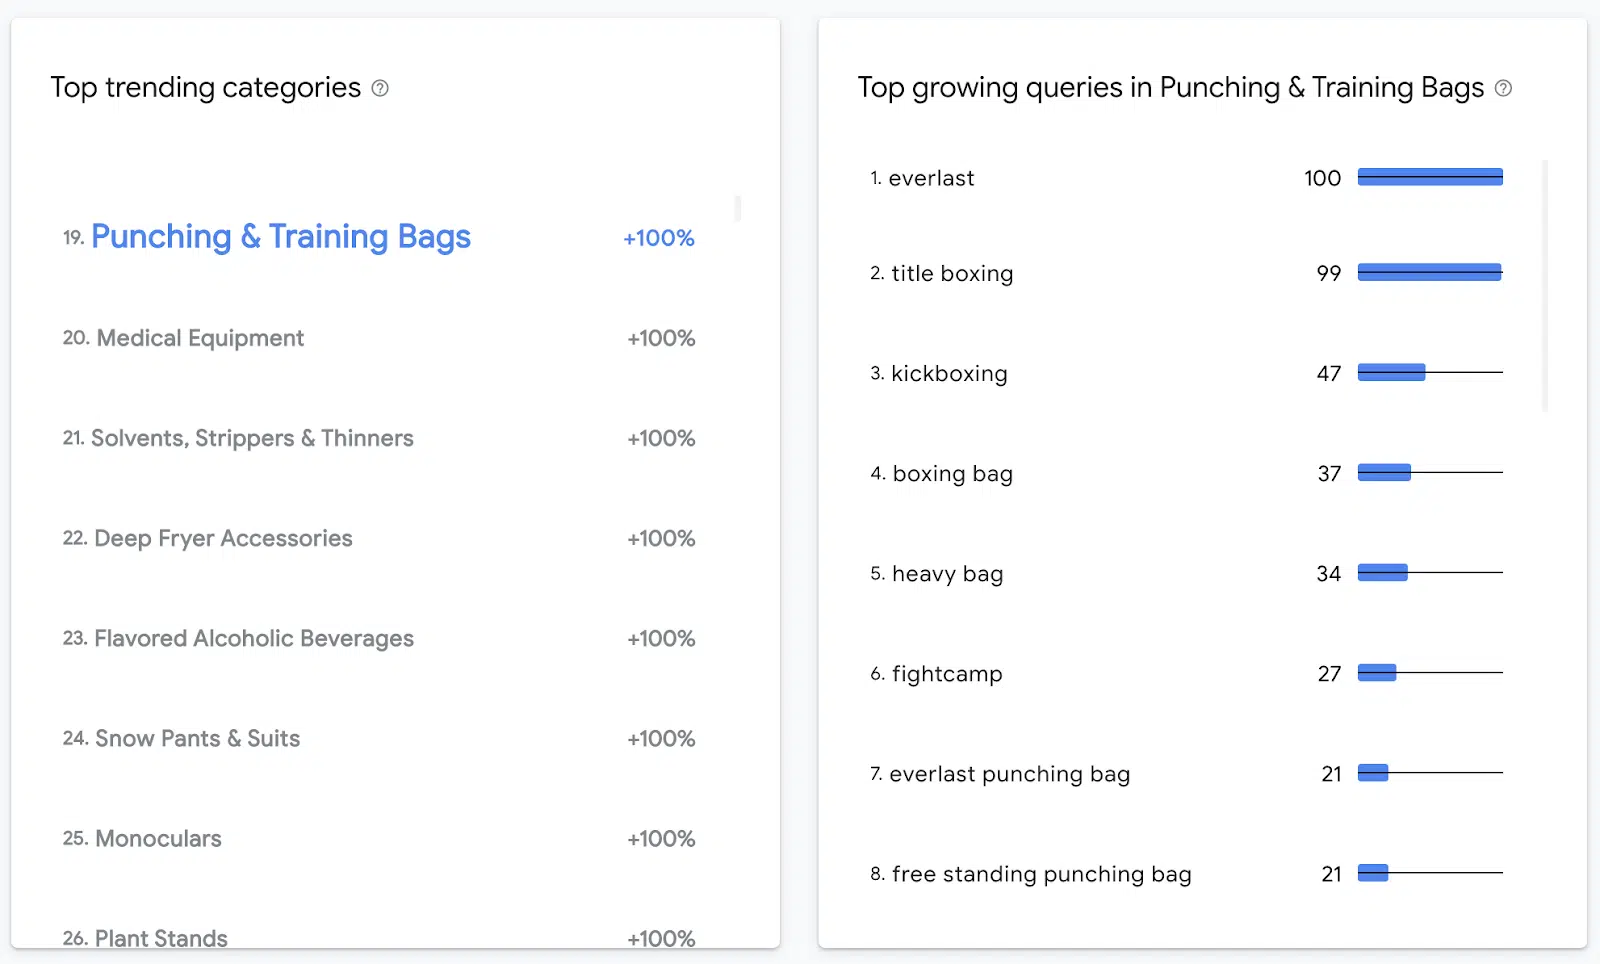 Top trending categories
19. Punching & Training Bags +100%
20. Medical Equipment +100%
21. Solvents, Strippers & Thinners +100%
22. Deep Fryer Accessories +100%
23. Flavored Alcoholic Beverages +100%
24. Snow Pants & Suits +100%
25. Monoculars +100%
26. Plant Stands +100%
Top growing queries in Punching & Training Bags
1. everlast 100
2. title boxing 99
3. kickboxing 47
4. boxing bag 37
5. heavy bag 34
6. fightcamp 27
7. everlast punching bag 21
8. free standing punching bag 21